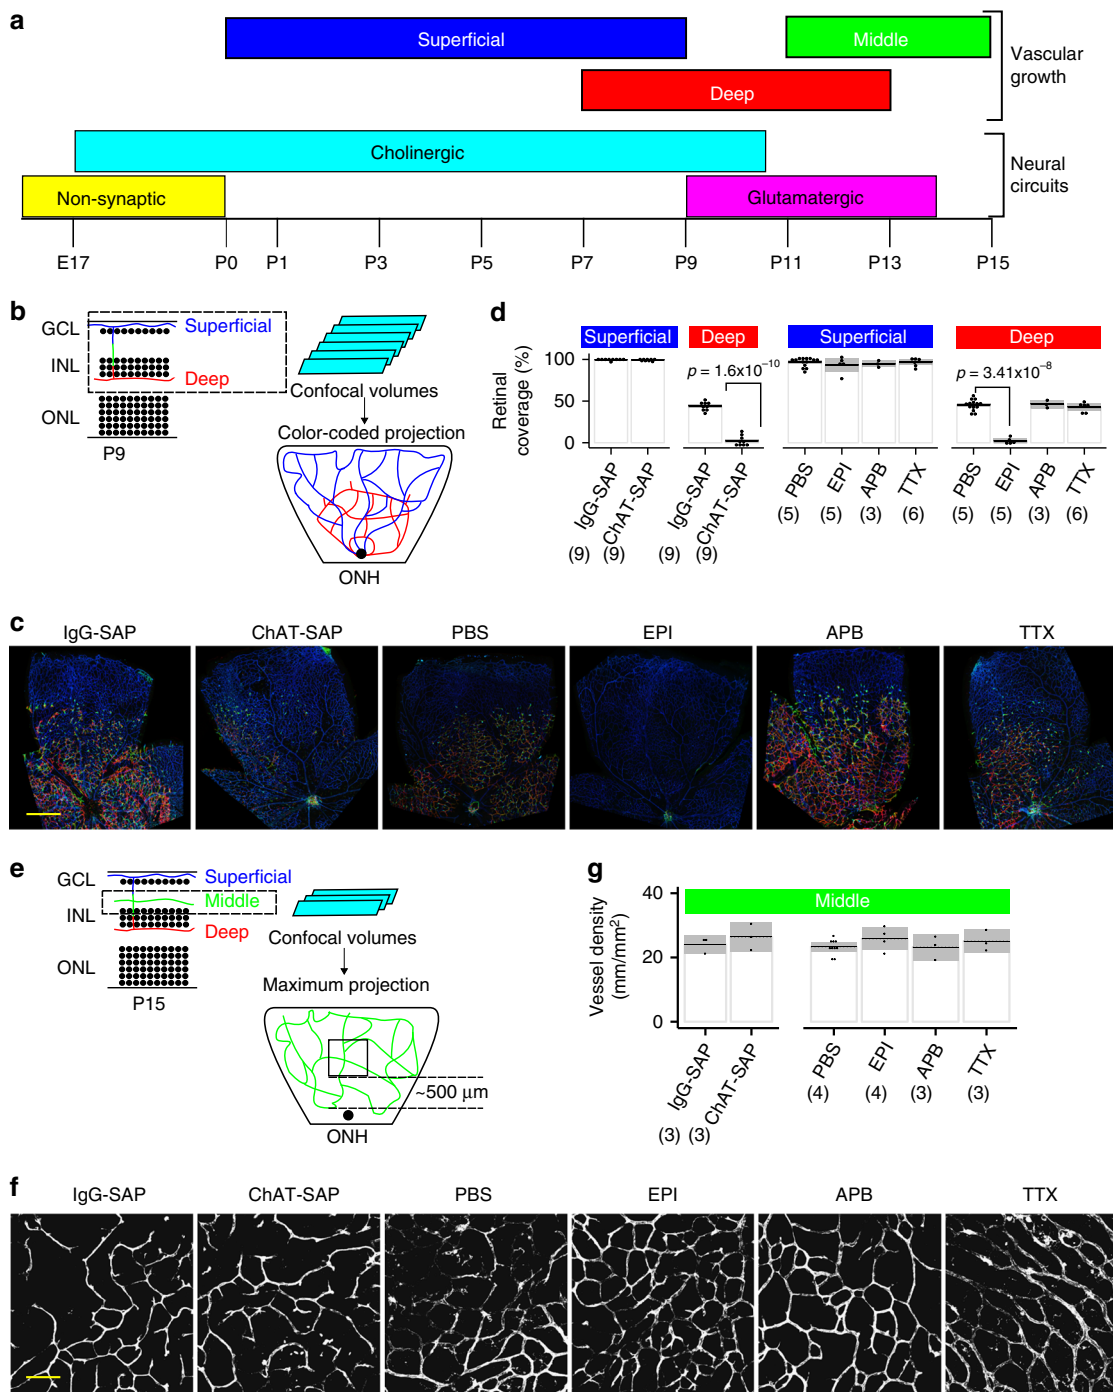 a
Superficial
Middle
Deep
Vascular
growth
Cholinergic
Non-synaptic
Glutamatergic
Neural
circuits
E17 P0 P1 P3 P5 P7 P9 P11 P13 P15
b
GCL
Superficial
INL
Deep
ONL
P9
Confocal volumes
Color-coded projection
ONH
d
Superficial Deep Superficial Deep
Retinal
coverage (%)
100
50
0
p = 1.6x10⁻¹⁰
p = 3.41x10⁻⁸
IgG-SAP ChAT-SAP IgG-SAP ChAT-SAP PBS EPI APB TTX PBS EPI APB TTX
(9) (9) (9) (9) (5) (5) (3) (6) (5) (5) (3) (6)
c
IgG-SAP ChAT-SAP PBS EPI APB TTX
e
GCL
Superficial
Middle
INL
Deep
ONL
P15
Confocal volumes
Maximum projection
~500 μm
ONH
g
Middle
Vessel density
(mm/mm²)
40
20
0
IgG-SAP ChAT-SAP PBS EPI APB TTX
(3) (3) (4) (4) (3) (3)
f
IgG-SAP ChAT-SAP PBS EPI APB TTX